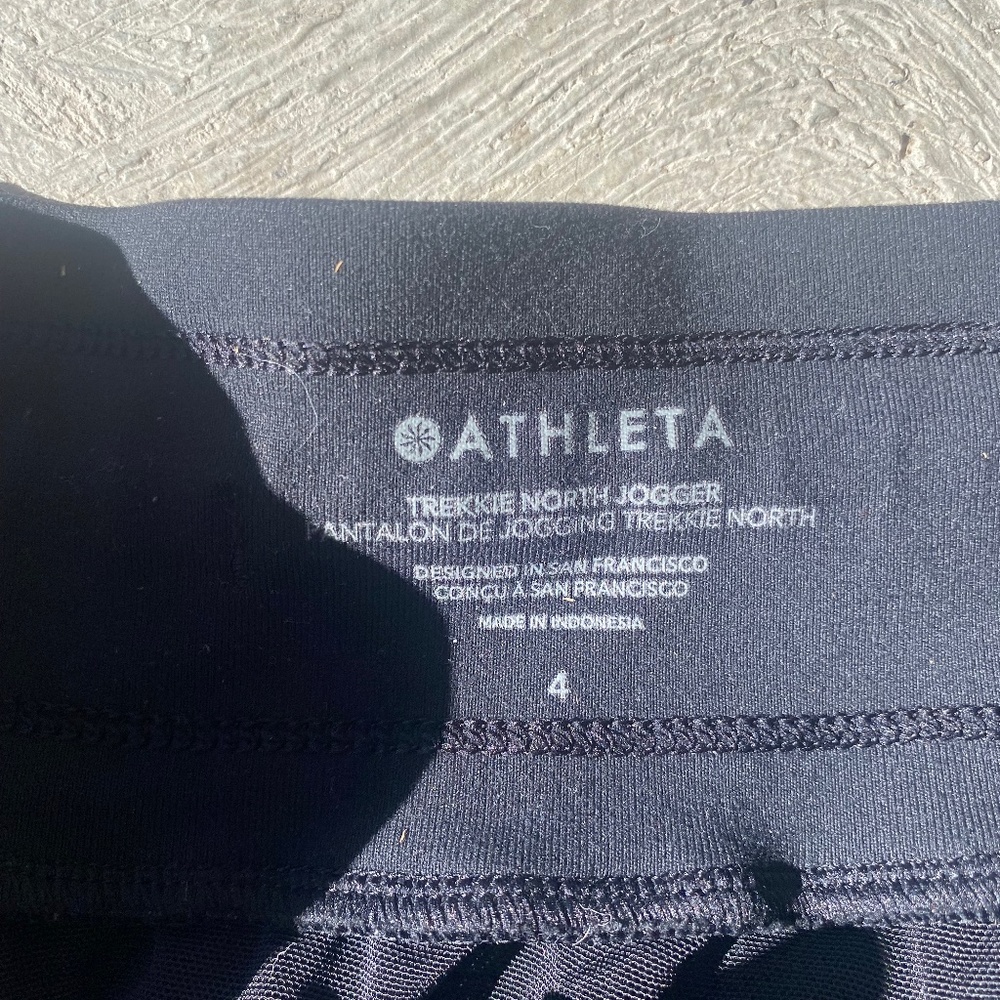 ATHLETA
TREKKIE NORTH JOGGER
PANTALON DE JOGGING TREKKIE NORTH
DESIGNED IN SAN FRANCISCO
CONÇU À SAN FRANCISCO
MADE IN INDONESIA
4